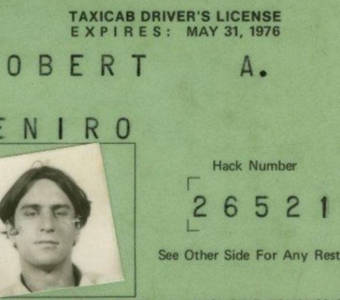 TAXICAB DRIVER'S LICENSE
EXPIRES: MAY 31, 1976
OBERT A.
ENIRO
Hack Number
26521
See Other Side For Any Rest